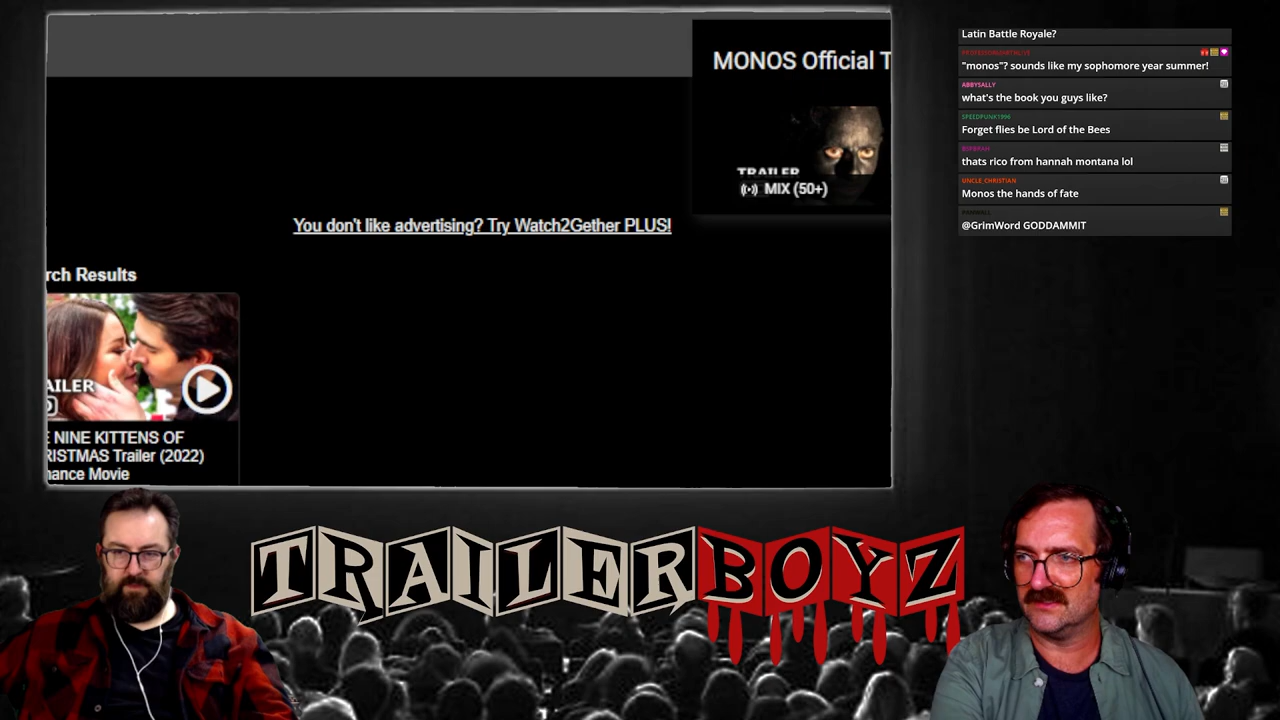 MONOS Official T
TRAILER
MIX (50+)
You don't like advertising? Try Watch2Gether PLUS!
rch Results
AILER
E NINE KITTENS OF
RISTMAS Trailer (2022)
mance Movie
Latin Battle Royale?
"monos"? sounds like my sophomore year summer!
ABBYSALLY
what's the book you guys like?
SPEEDPUNK1996
Forget flies be Lord of the Bees
thats rico from hannah montana lol
UNCLE_CHRISTIAN
Monos the hands of fate
@GrimWord GODDAMMIT
TRAILERBOYZ